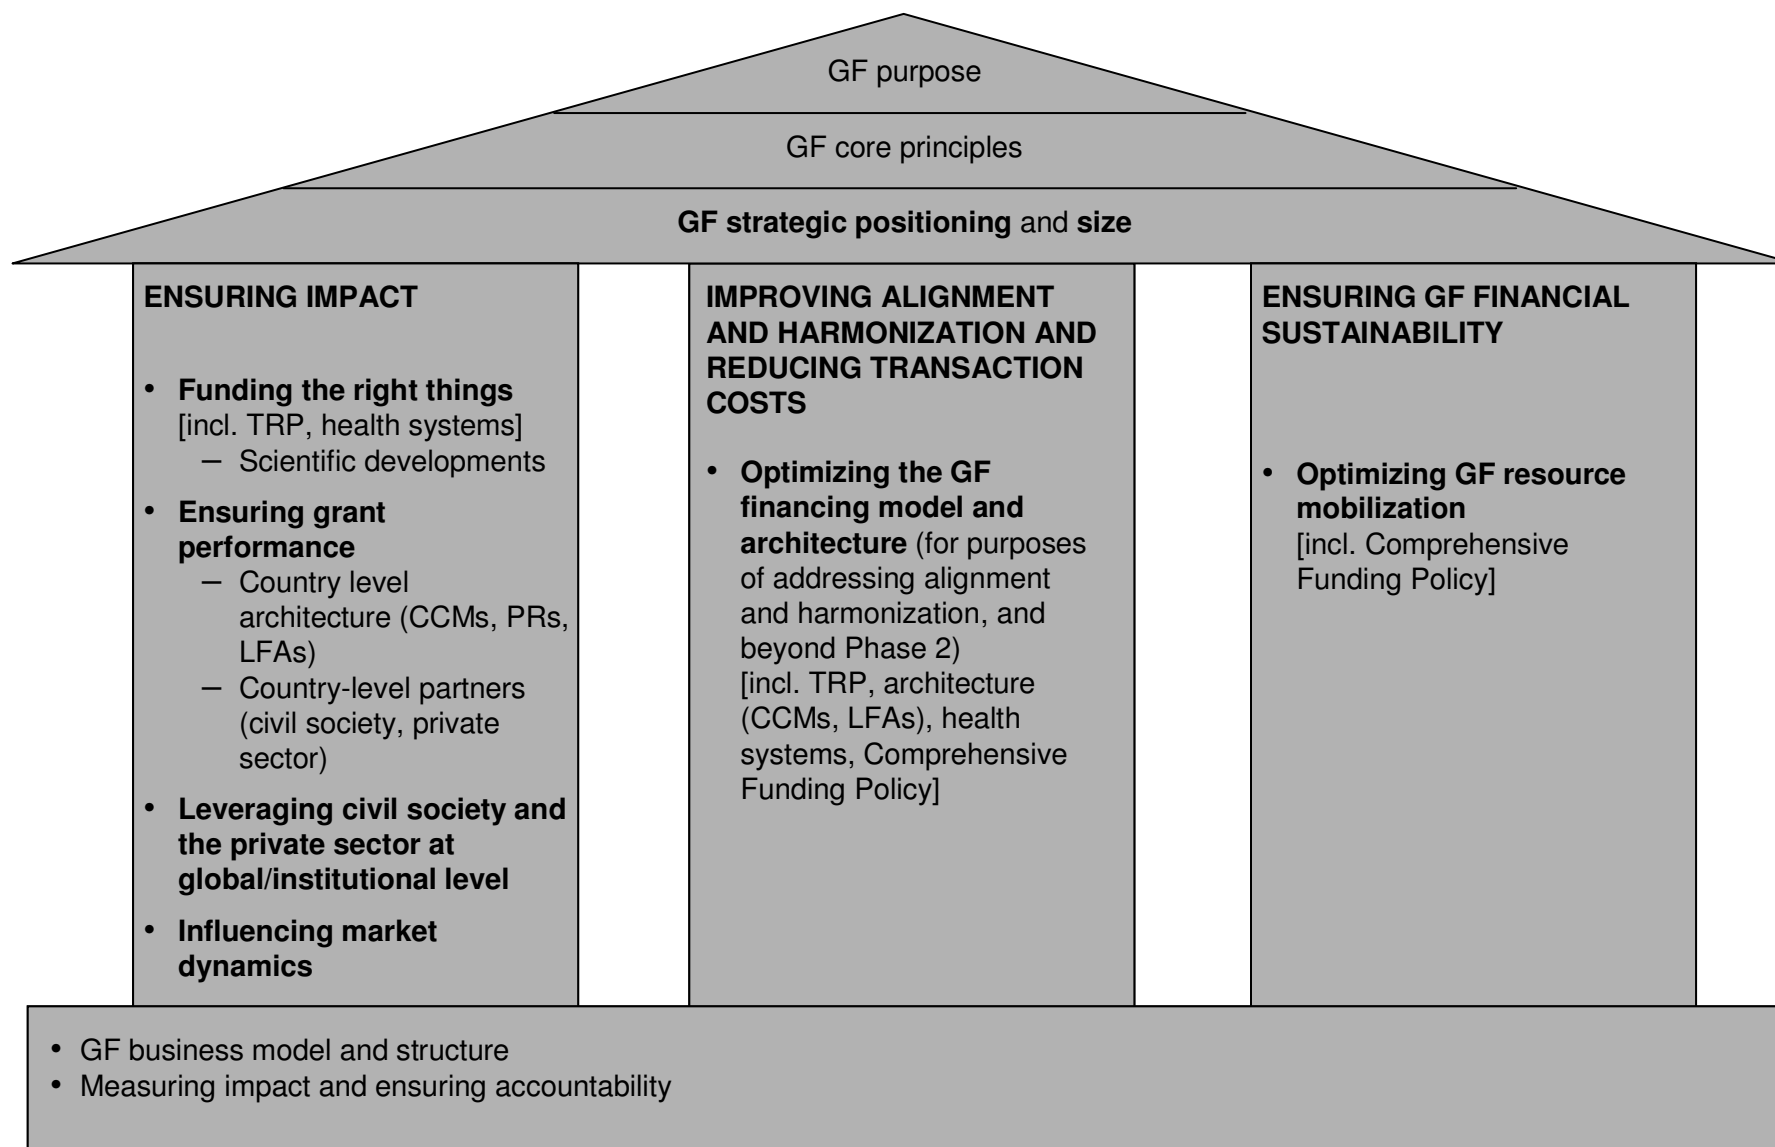 GF purpose
GF core principles
GF strategic positioning and size
ENSURING IMPACT
• Funding the right things
[incl. TRP, health systems]
– Scientific developments
• Ensuring grant
performance
– Country level
architecture (CCMs, PRs,
LFAs)
– Country-level partners
(civil society, private
sector)
• Leveraging civil society and
the private sector at
global/institutional level
• Influencing market
dynamics
IMPROVING ALIGNMENT
AND HARMONIZATION AND
REDUCING TRANSACTION
COSTS
• Optimizing the GF
financing model and
architecture (for purposes
of addressing alignment
and harmonization, and
beyond Phase 2)
[incl. TRP, architecture
(CCMs, LFAs), health
systems, Comprehensive
Funding Policy]
ENSURING GF FINANCIAL
SUSTAINABILITY
• Optimizing GF resource
mobilization
[incl. Comprehensive
Funding Policy]
• GF business model and structure
• Measuring impact and ensuring accountability